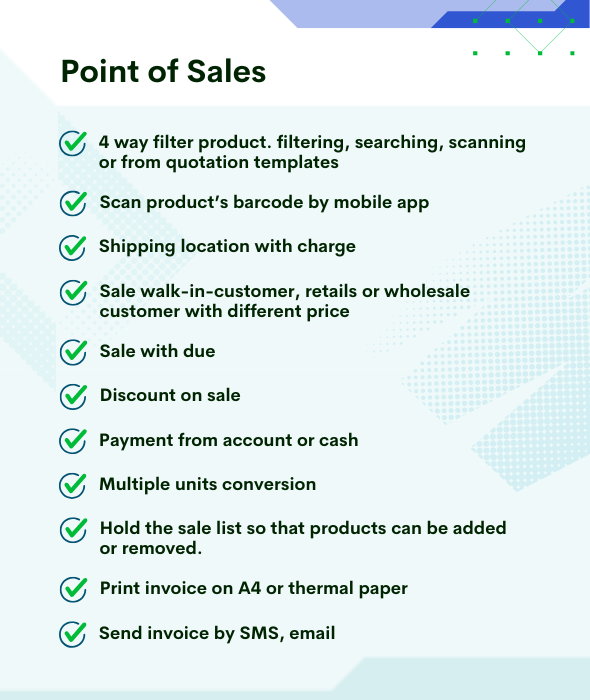 Point of Sales
4 way filter product. filtering, searching, scanning
or from quotation templates
Scan product’s barcode by mobile app
Shipping location with charge
Sale walk-in-customer, retails or wholesale
customer with different price
Sale with due
Discount on sale
Payment from account or cash
Multiple units conversion
Hold the sale list so that products can be added
or removed.
Print invoice on A4 or thermal paper
Send invoice by SMS, email